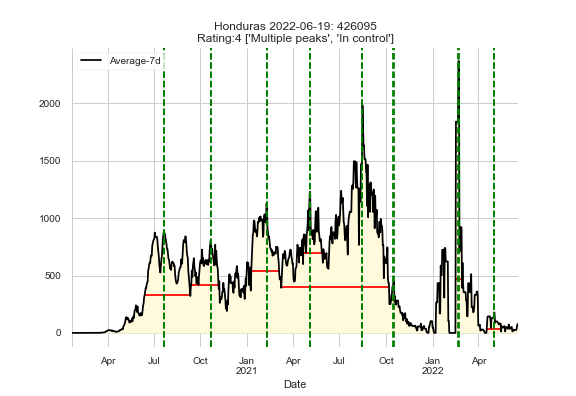 Honduras 2022-06-19: 426095
Rating:4 ['Multiple peaks', 'In control']
Average-7d
2000
1500
1000
500
0
Apr Jul Oct Jan Apr Jul Oct Jan Apr
2021 2022
Date